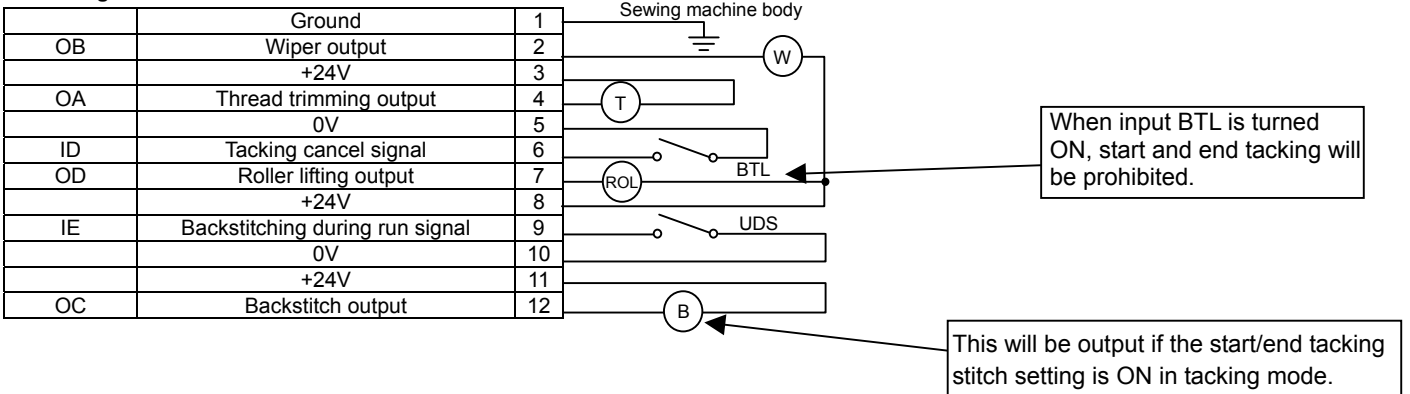 Sewing machine body
Ground 1
OB Wiper output 2
W
+24V 3
OA Thread trimming output 4
T
0V 5
ID Tacking cancel signal 6
BTL
OD Roller lifting output 7
ROL
+24V 8
IE Backstitching during run signal 9
UDS
0V 10
+24V 11
OC Backstitch output 12
B
When input BTL is turned
ON, start and end tacking will
be prohibited.
This will be output if the start/end tacking
stitch setting is ON in tacking mode.